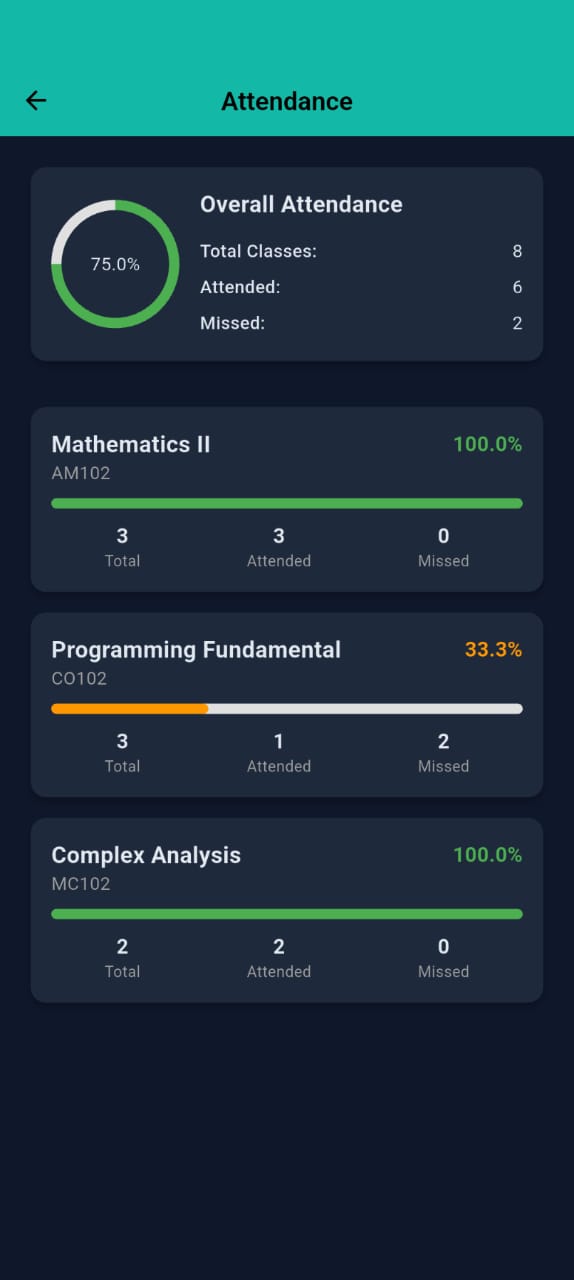 Attendance
Overall Attendance
75.0%
Total Classes: 8
Attended: 6
Missed: 2
Mathematics II 100.0%
AM102
3 3 0
Total Attended Missed
Programming Fundamental 33.3%
CO102
3 1 2
Total Attended Missed
Complex Analysis 100.0%
MC102
2 2 0
Total Attended Missed